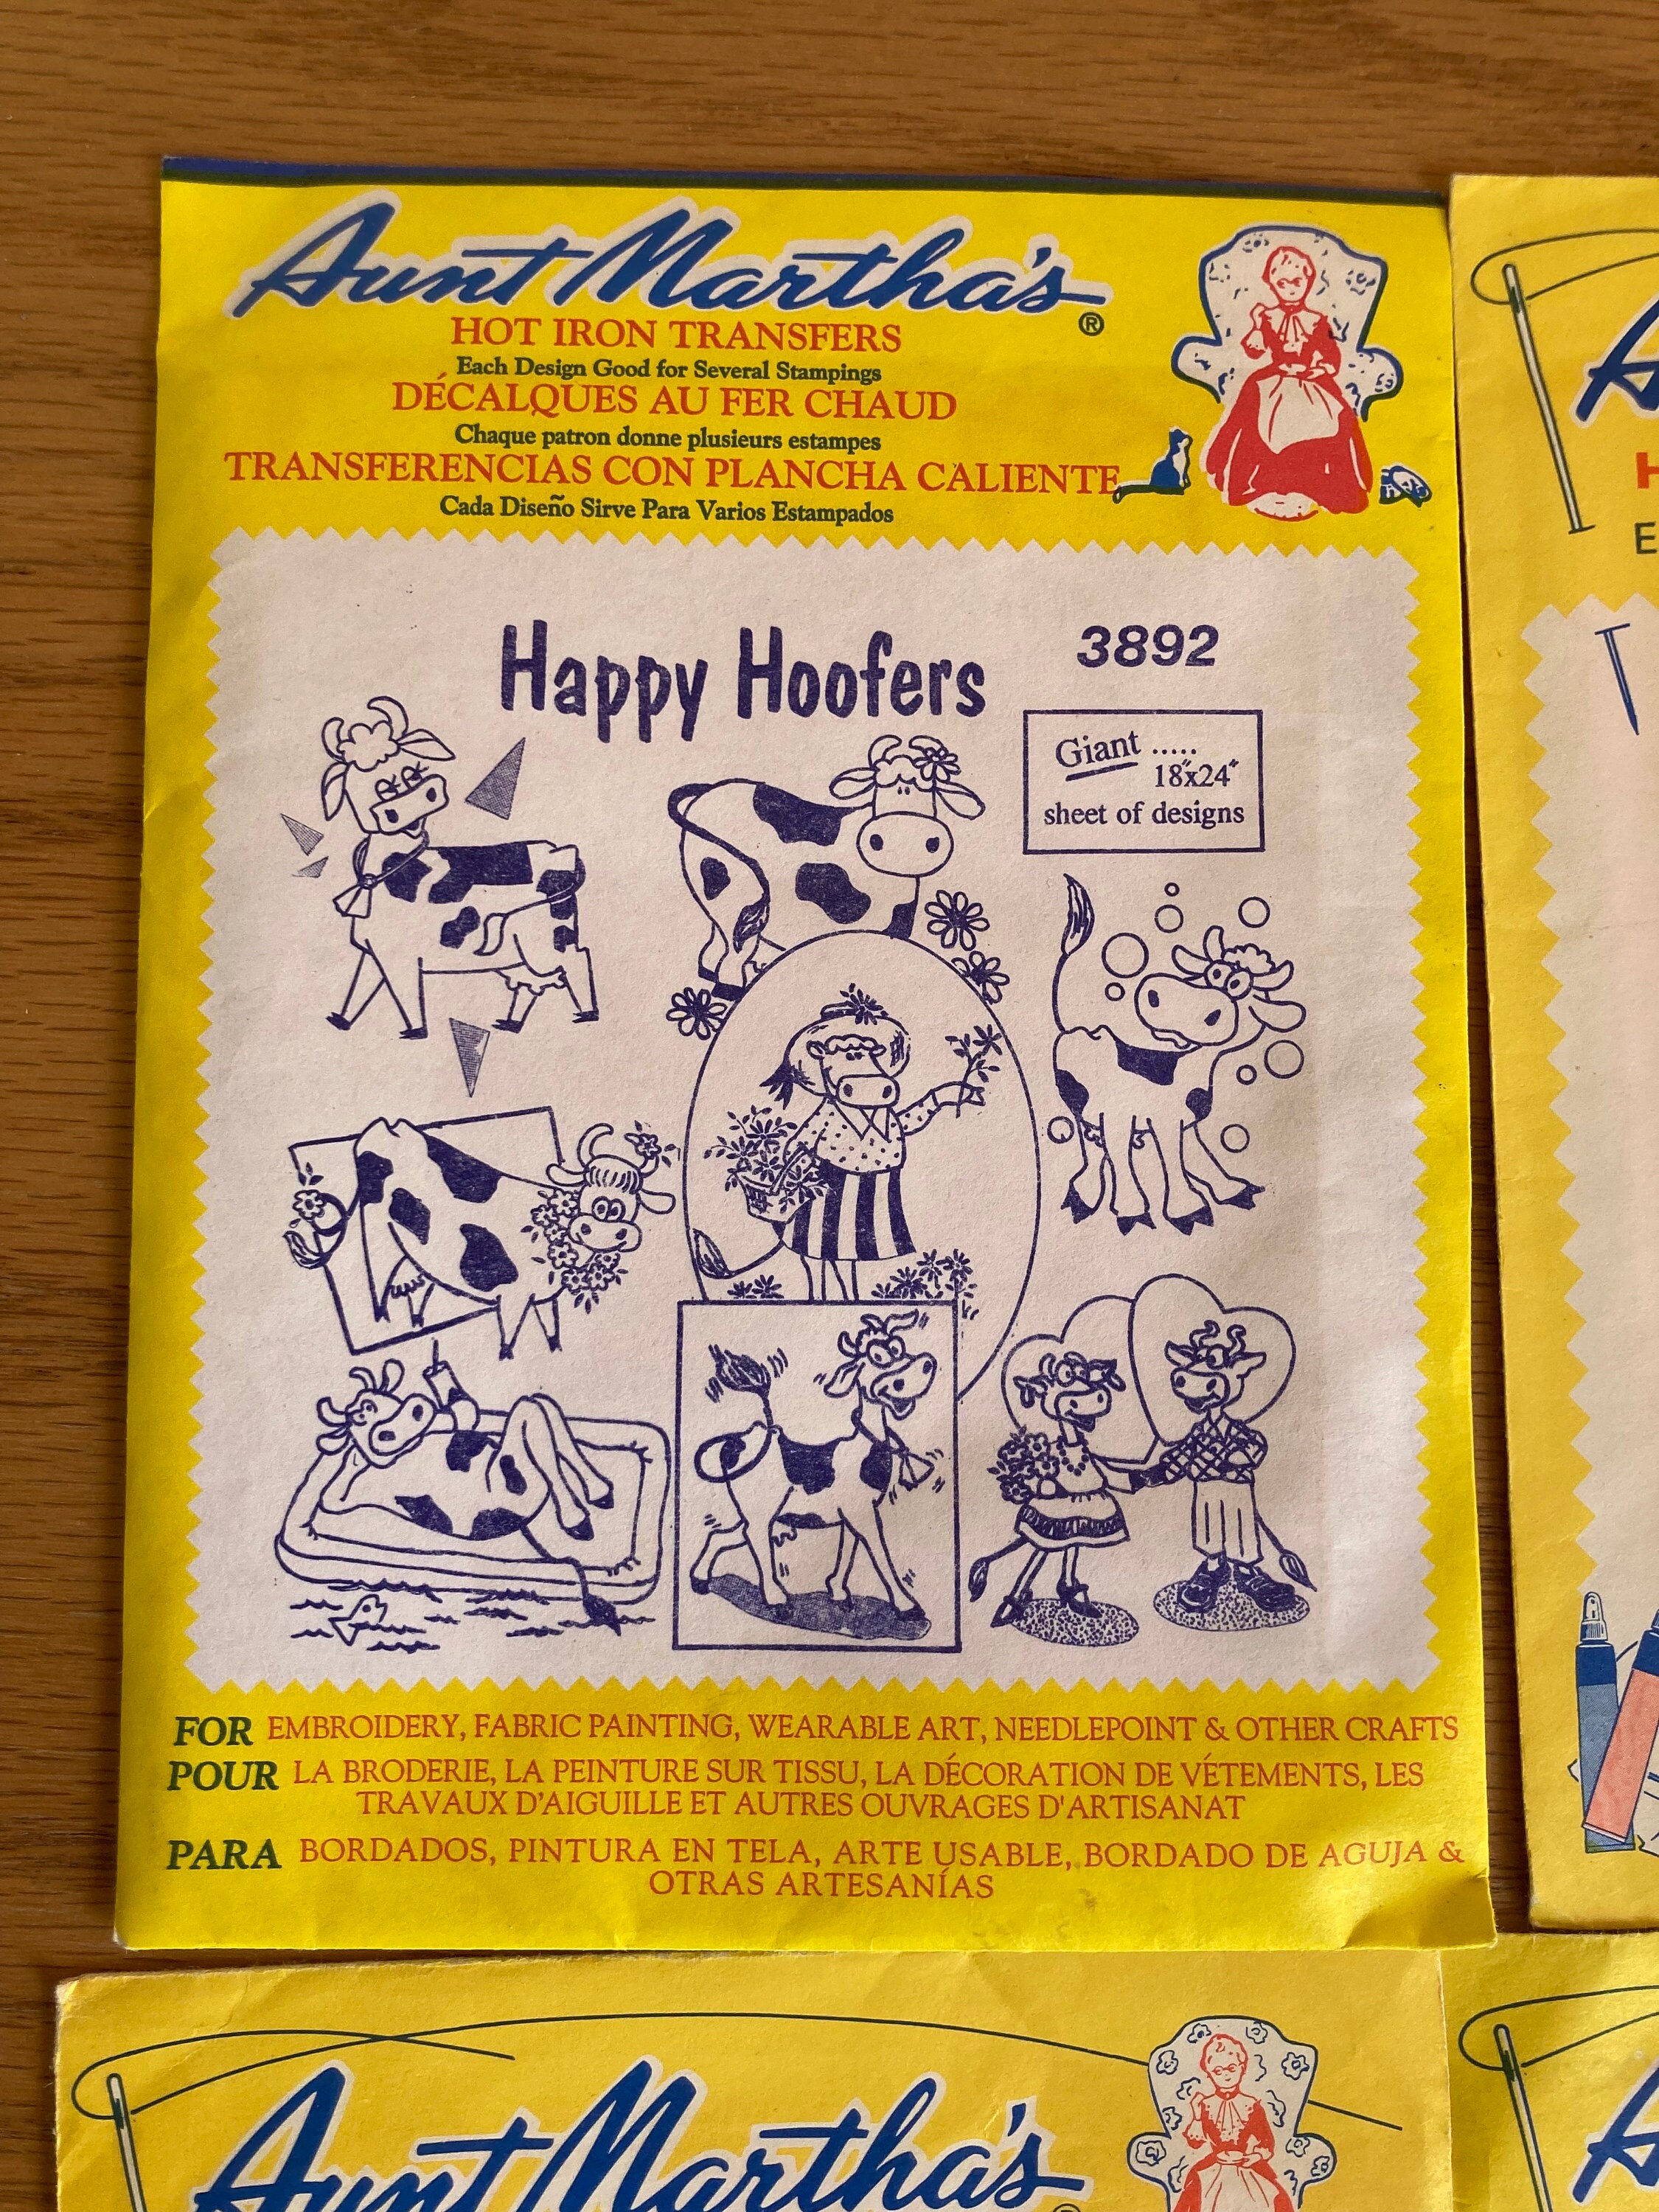 Aunt Martha's®
HOT IRON TRANSFERS
Each Design Good for Several Stampings
DÉCALQUES AU FER CHAUD
Chaque patron donne plusieurs estampes
TRANSFERENCIAS CON PLANCHA CALIENTE
Cada Diseño Sirve Para Varios Estampados
Happy Hoofers
3892
Giant .....
18"x24"
sheet of designs
FOR EMBROIDERY, FABRIC PAINTING, WEARABLE ART, NEEDLEPOINT & OTHER CRAFTS
POUR LA BRODERIE, LA PEINTURE SUR TISSU, LA DÉCORATION DE VÉTEMENTS, LES
TRAVAUX D'AIGUILLE ET AUTRES OUVRAGES D'ARTISANAT
PARA BORDADOS, PINTURA EN TELA, ARTE USABLE, BORDADO DE AGUJA &
OTRAS ARTESANÍAS
Aunt Martha's